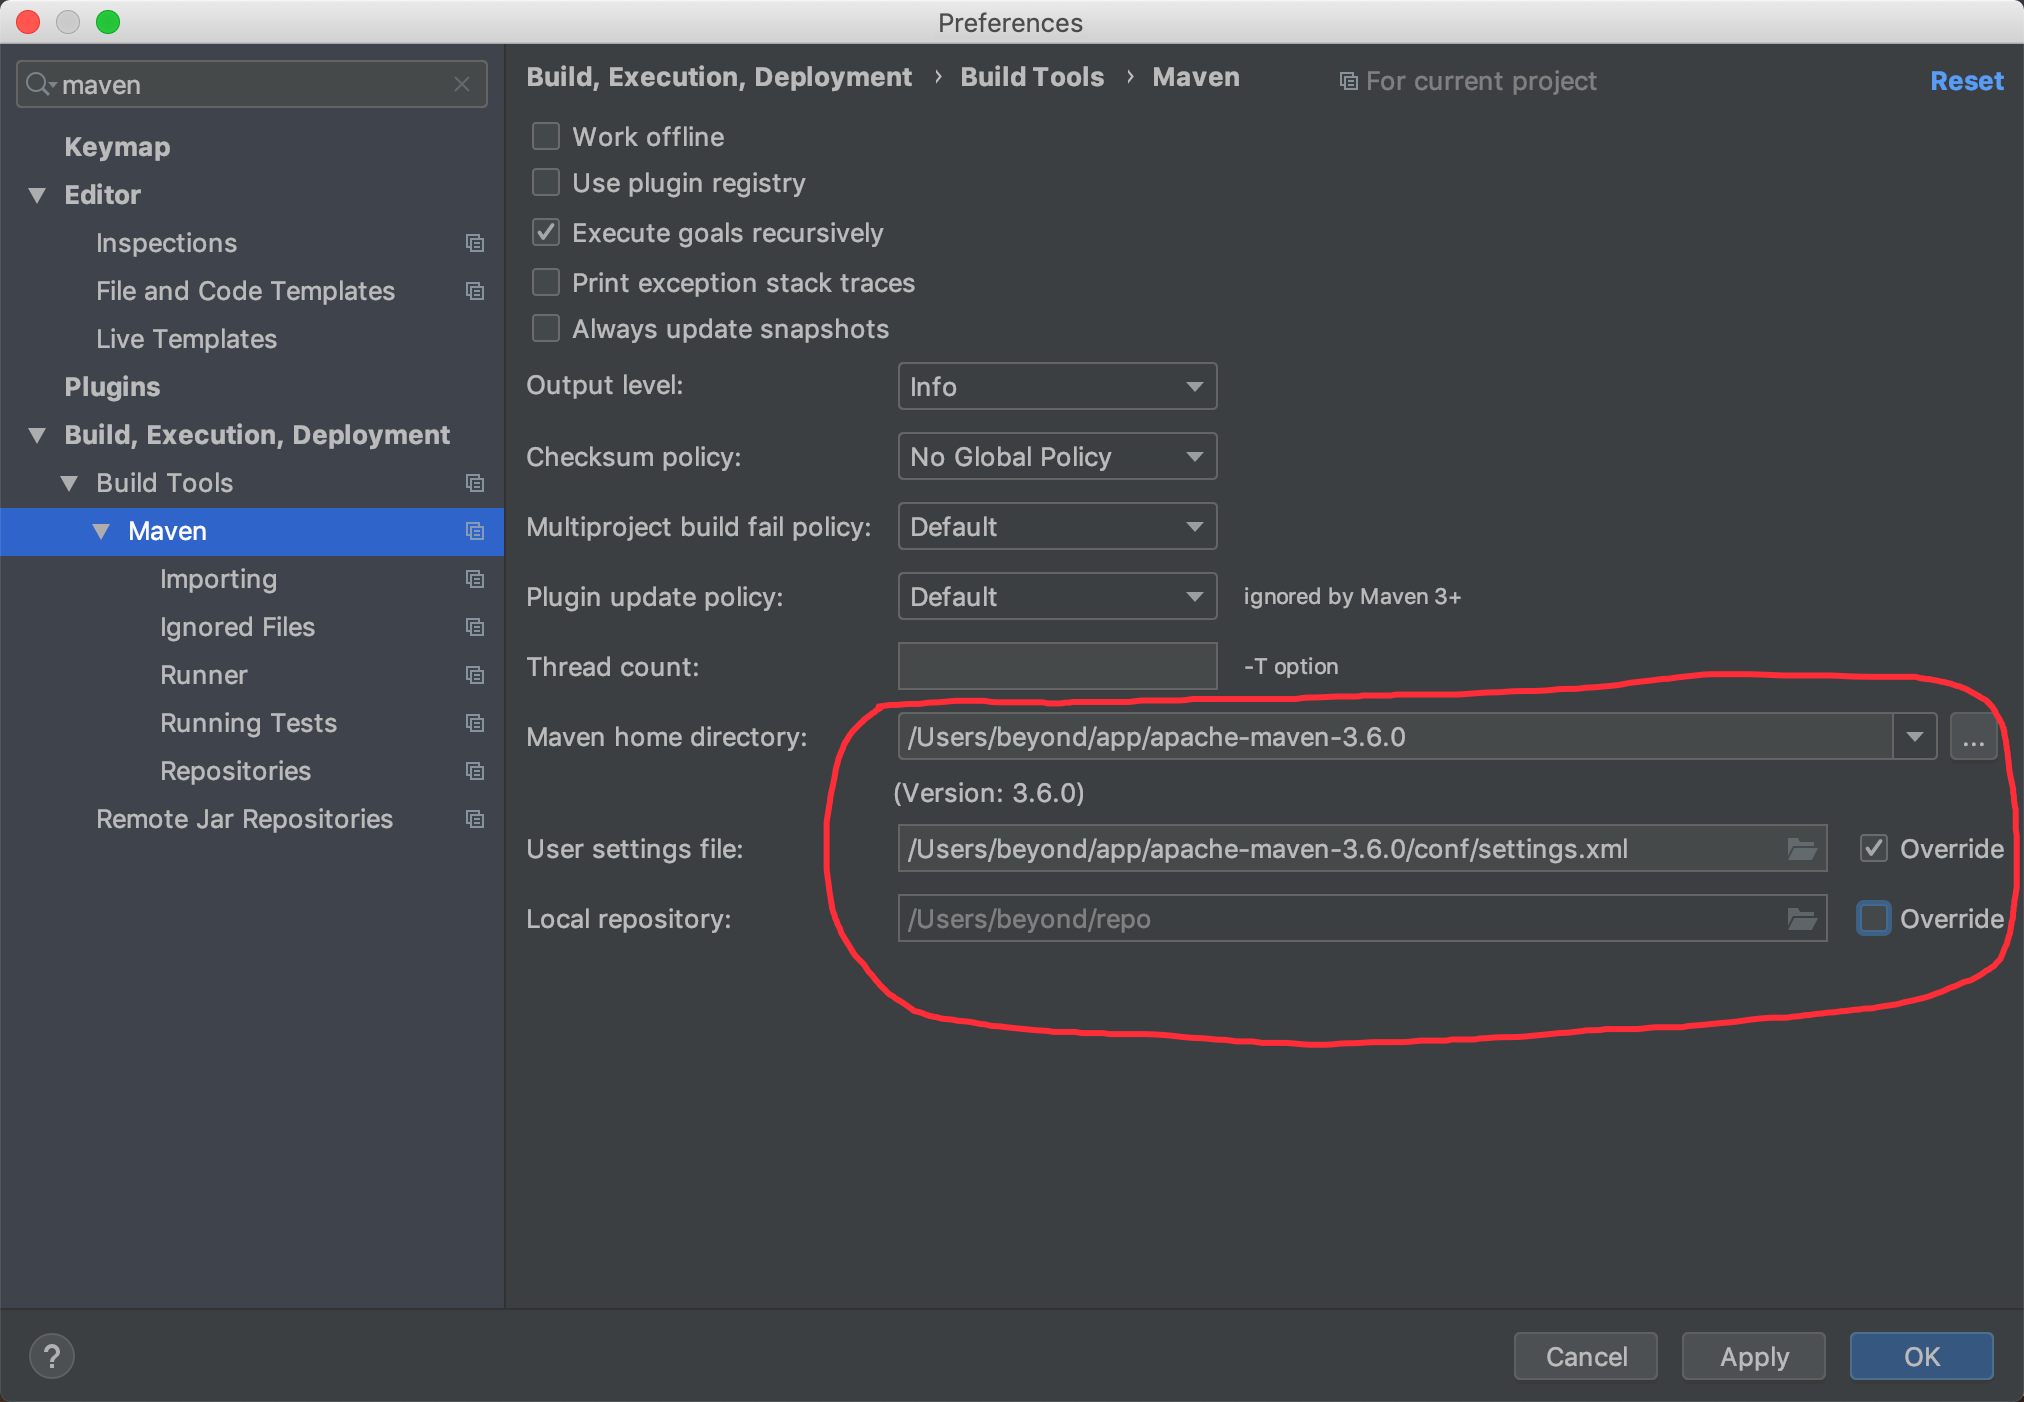 Preferences
maven
Keymap
Editor
Inspections
File and Code Templates
Live Templates
Plugins
Build, Execution, Deployment
Build Tools
Maven
Importing
Ignored Files
Runner
Running Tests
Repositories
Remote Jar Repositories
Build, Execution, Deployment › Build Tools › Maven For current project Reset
Work offline
Use plugin registry
Execute goals recursively
Print exception stack traces
Always update snapshots
Output level: Info
Checksum policy: No Global Policy
Multiproject build fail policy: Default
Plugin update policy: Default ignored by Maven 3+
Thread count: -T option
Maven home directory: /Users/beyond/app/apache-maven-3.6.0 ...
(Version: 3.6.0)
User settings file: /Users/beyond/app/apache-maven-3.6.0/conf/settings.xml Override
Local repository: /Users/beyond/repo Override
? Cancel Apply OK